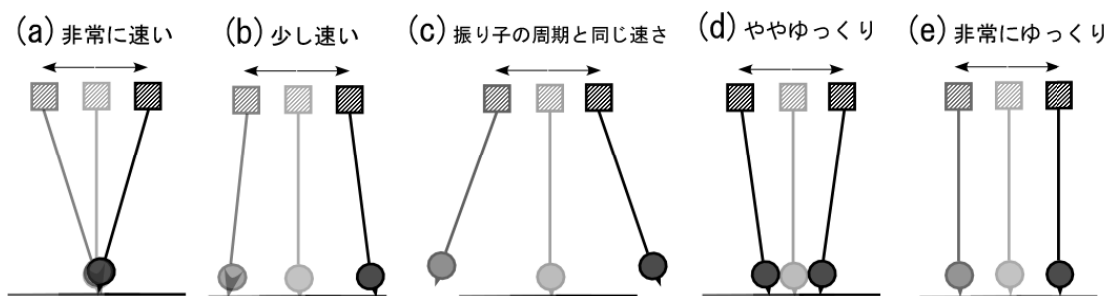 (a) 非常に速い
(b) 少し速い
(c) 振り子の周期と同じ速さ
(d) ややゆっくり
(e) 非常にゆっくり